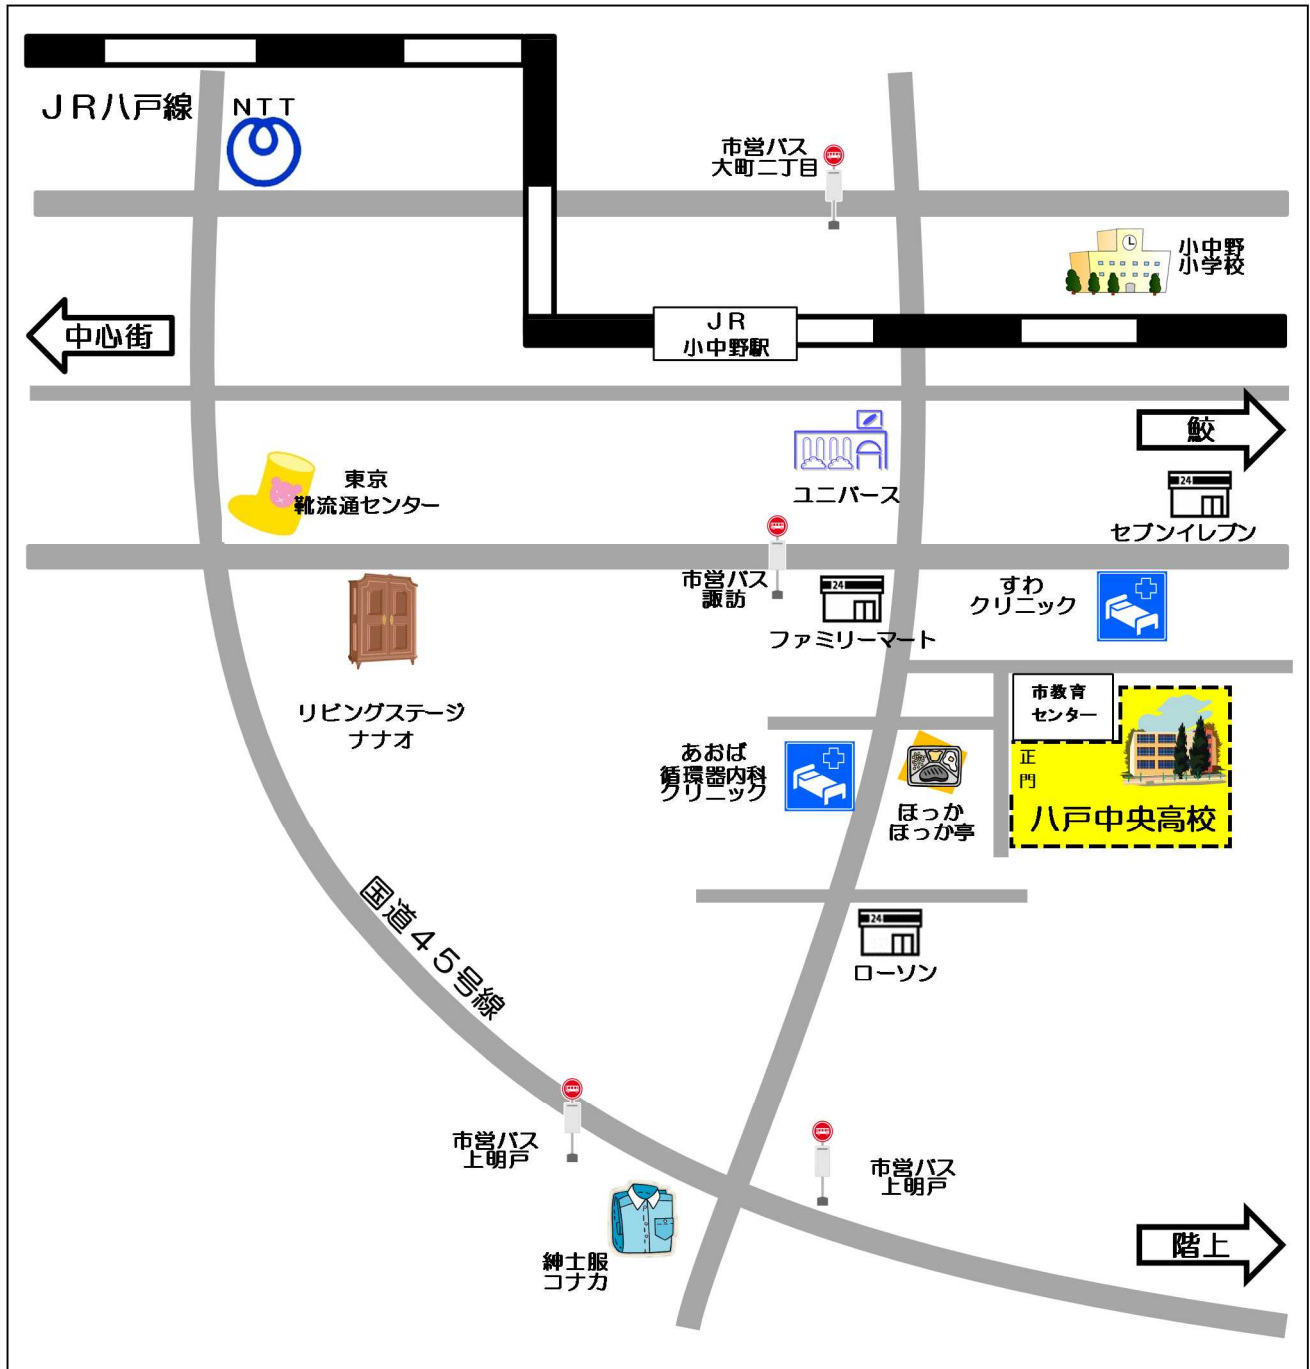 JR八戸線
NTT
市営バス
大町二丁目
小中野
小学校
中心街
JR
小中野駅
鮫
東京
靴流通センター
ユニバース
24
セブンイレブン
市営バス
諏訪
24
ファミリーマート
すわ
クリニック
リビングステージ
ナナオ
市教育
センター
あおば
循環器内科
クリニック
正
門
ほっか
ほっか亭
八戸中央高校
国道45号線
24
ローソン
市営バス
上明戸
市営バス
上明戸
紳士服
コナカ
階上